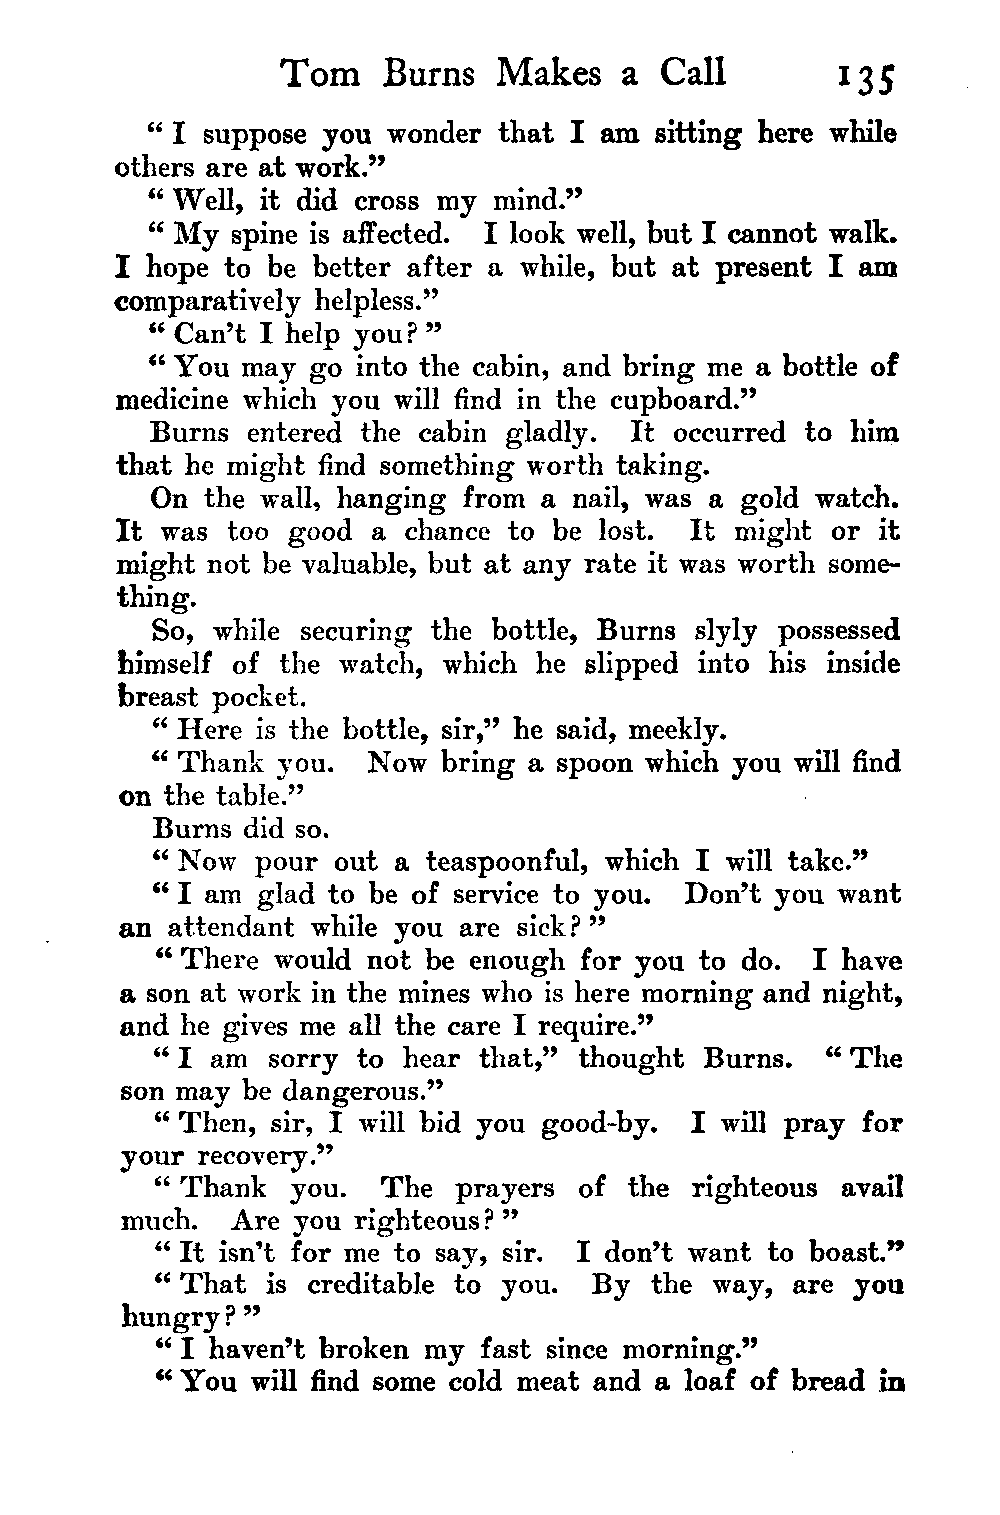 Tom Burns Makes a Call 135
“ I suppose you wonder that I am sitting here while
others are at work.”
“ Well, it did cross my mind.”
“ My spine is affected. I look well, but I cannot walk.
I hope to be better after a while, but at present I am
comparatively helpless.”
“ Can’t I help you? ”
“ You may go into the cabin, and bring me a bottle of
medicine which you will find in the cupboard.”
Burns entered the cabin gladly. It occurred to him
that he might find something worth taking.
On the wall, hanging from a nail, was a gold watch.
It was too good a chance to be lost. It might or it
might not be valuable, but at any rate it was worth some-
thing.
So, while securing the bottle, Burns slyly possessed
himself of the watch, which he slipped into his inside
breast pocket.
“ Here is the bottle, sir,” he said, meekly.
“ Thank you. Now bring a spoon which you will find
on the table.”
Burns did so.
“ Now pour out a teaspoonful, which I will take.”
“ I am glad to be of service to you. Don’t you want
an attendant while you are sick? ”
“ There would not be enough for you to do. I have
a son at work in the mines who is here morning and night,
and he gives me all the care I require.”
“ I am sorry to hear that,” thought Burns. “ The
son may be dangerous.”
“ Then, sir, I will bid you good-by. I will pray for
your recovery.”
“ Thank you. The prayers of the righteous avail
much. Are you righteous? ”
“ It isn’t for me to say, sir. I don’t want to boast.”
“ That is creditable to you. By the way, are you
hungry? ”
“ I haven’t broken my fast since morning.”
“ You will find some cold meat and a loaf of bread in